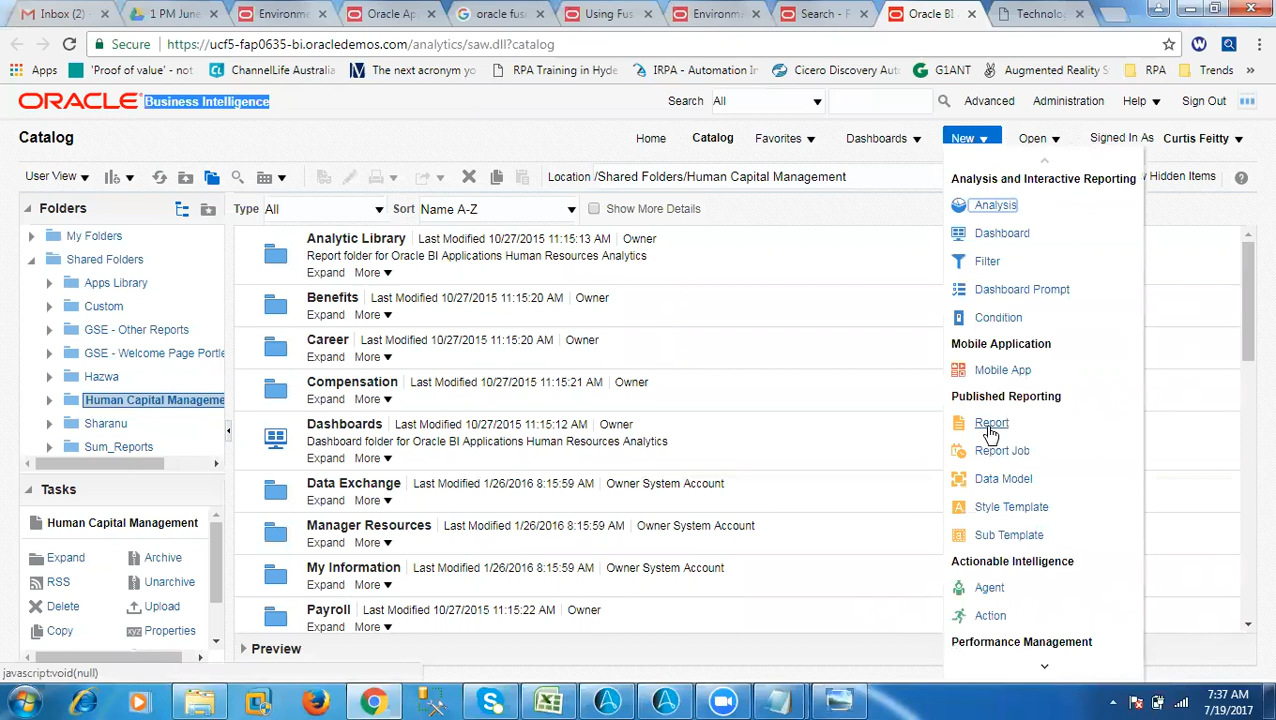 Inbox (2)
1 PM June
Environm
Oracle Ap
oracle fus
Using Fus
Environme
Search - F
Oracle BI
Technolog
Secure
https://ucf5-fap0635-bi.oracledemos.com/analytics/saw.dll?catalog
Apps
'Proof of value' - not
ChannelLife Australia
The next acronym yo
RPA Training in Hyde
IRPA - Automation In
Cicero Discovery Auto
G1ANT
Augmented Reality S
RPA
Trends
»
ORACLE Business Intelligence
Search
All
Advanced
Administration
Help
Sign Out
Catalog
Home
Catalog
Favorites
Dashboards
New
Open
Signed In As
Curtis Feitty
User View
Location /Shared Folders/Human Capital Management
Hidden Items
Folders
Type
All
Sort
Name A-Z
Show More Details
My Folders
Shared Folders
Apps Library
Custom
GSE - Other Reports
GSE - Welcome Page Portle
Hazwa
Human Capital Manageme
Sharanu
Sum_Reports
Tasks
Human Capital Management
Expand
Archive
RSS
Unarchive
Delete
Upload
Copy
Properties
Analytic Library | Last Modified 10/27/2015 11:15:13 AM | Owner
Report folder for Oracle BI Applications Human Resources Analytics
Expand More
Benefits | Last Modified 10/27/2015 11:15:20 AM | Owner
Expand More
Career | Last Modified 10/27/2015 11:15:20 AM | Owner
Expand More
Compensation | Last Modified 10/27/2015 11:15:21 AM | Owner
Expand More
Dashboards | Last Modified 10/27/2015 11:15:12 AM | Owner
Dashboard folder for Oracle BI Applications Human Resources Analytics
Expand More
Data Exchange | Last Modified 1/26/2016 8:15:59 AM | Owner System Account
Expand More
Manager Resources | Last Modified 1/26/2016 8:15:59 AM | Owner System Account
Expand More
My Information | Last Modified 1/26/2016 8:15:59 AM | Owner System Account
Expand More
Payroll | Last Modified 10/27/2015 11:15:22 AM | Owner
Expand More
Preview
Analysis and Interactive Reporting
Analysis
Dashboard
Filter
Dashboard Prompt
Condition
Mobile Application
Mobile App
Published Reporting
Report
Report Job
Data Model
Style Template
Sub Template
Actionable Intelligence
Agent
Action
Performance Management
javascript:void(null)
7:37 AM
7/19/2017